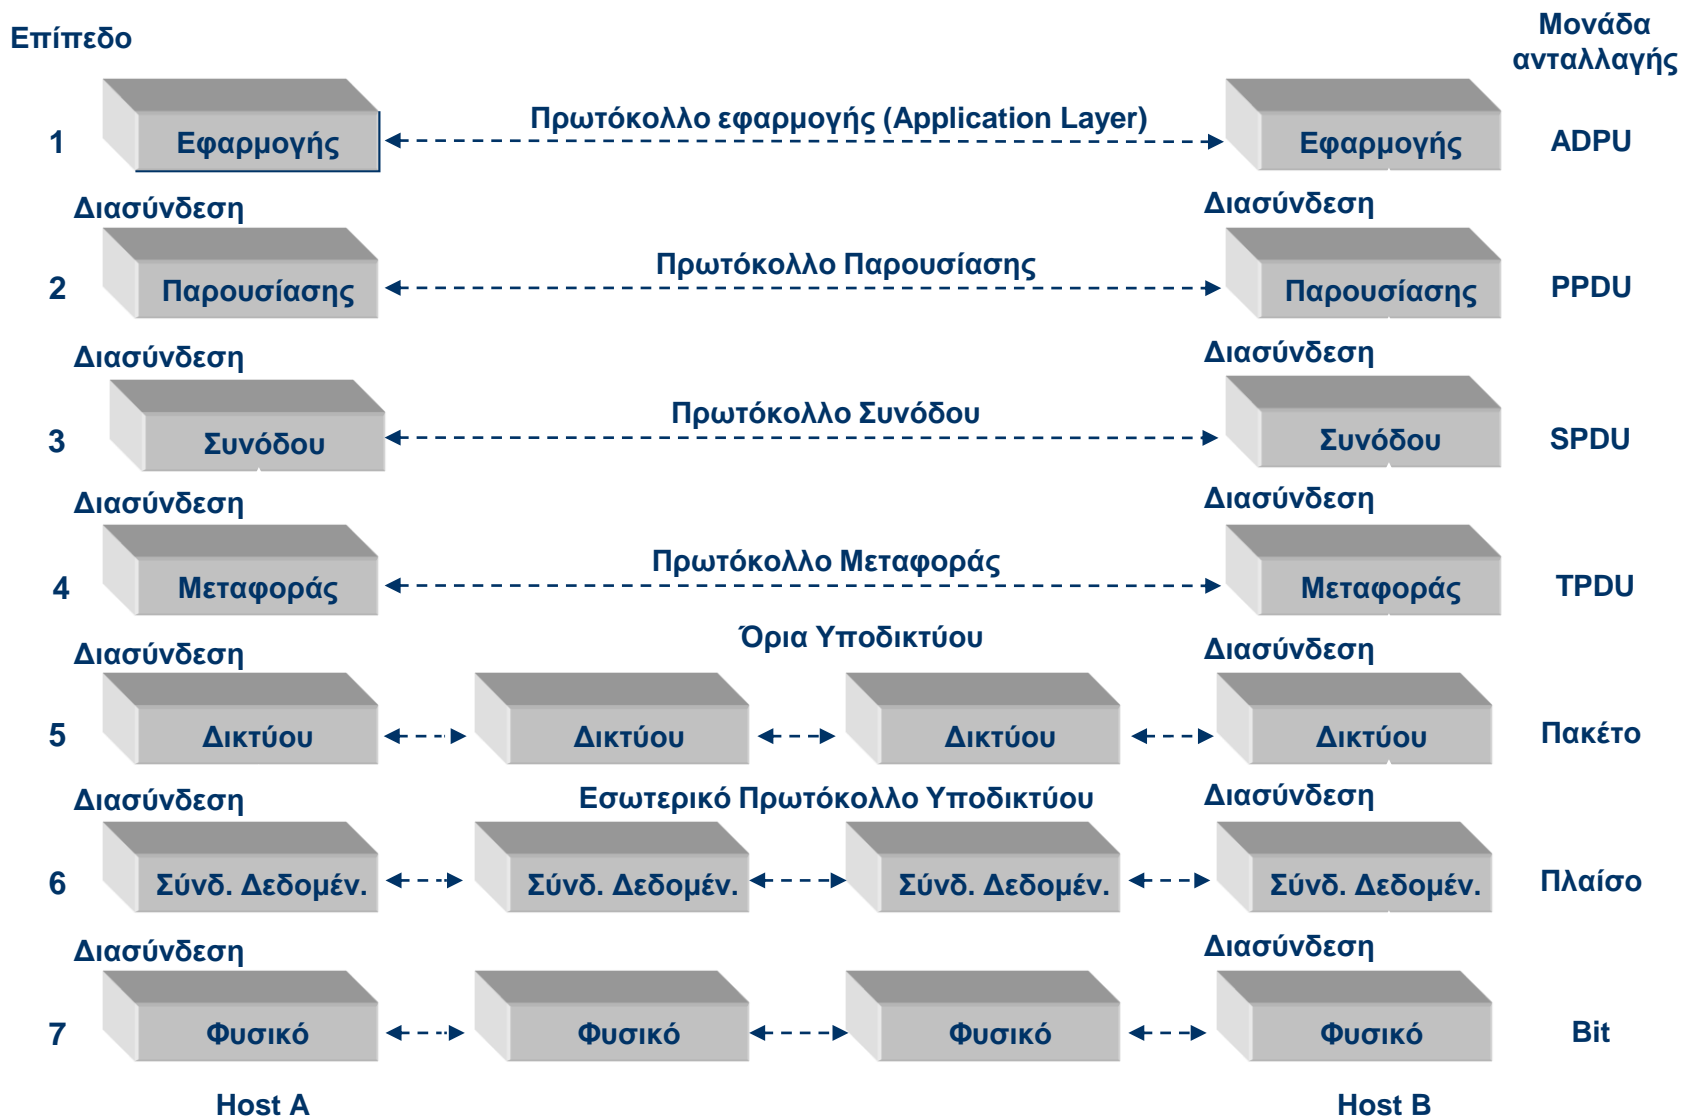 Επίπεδο
Μονάδα
ανταλλαγής
Πρωτόκολλο εφαρμογής (Application Layer)
1 Εφαρμογής Εφαρμογής ADPU
Διασύνδεση Διασύνδεση
Πρωτόκολλο Παρουσίασης
2 Παρουσίασης Παρουσίασης PPDU
Διασύνδεση Διασύνδεση
Πρωτόκολλο Συνόδου
3 Συνόδου Συνόδου SPDU
Διασύνδεση Διασύνδεση
Πρωτόκολλο Μεταφοράς
4 Μεταφοράς Μεταφοράς TPDU
Όρια Υποδικτύου
Διασύνδεση Διασύνδεση
5 Δικτύου Δικτύου Δικτύου Δικτύου Πακέτο
Διασύνδεση Εσωτερικό Πρωτόκολλο Υποδικτύου Διασύνδεση
6 Σύνδ. Δεδομέν. Σύνδ. Δεδομέν. Σύνδ. Δεδομέν. Σύνδ. Δεδομέν. Πλαίσο
Διασύνδεση Διασύνδεση
7 Φυσικό Φυσικό Φυσικό Φυσικό Bit
Host A Host B